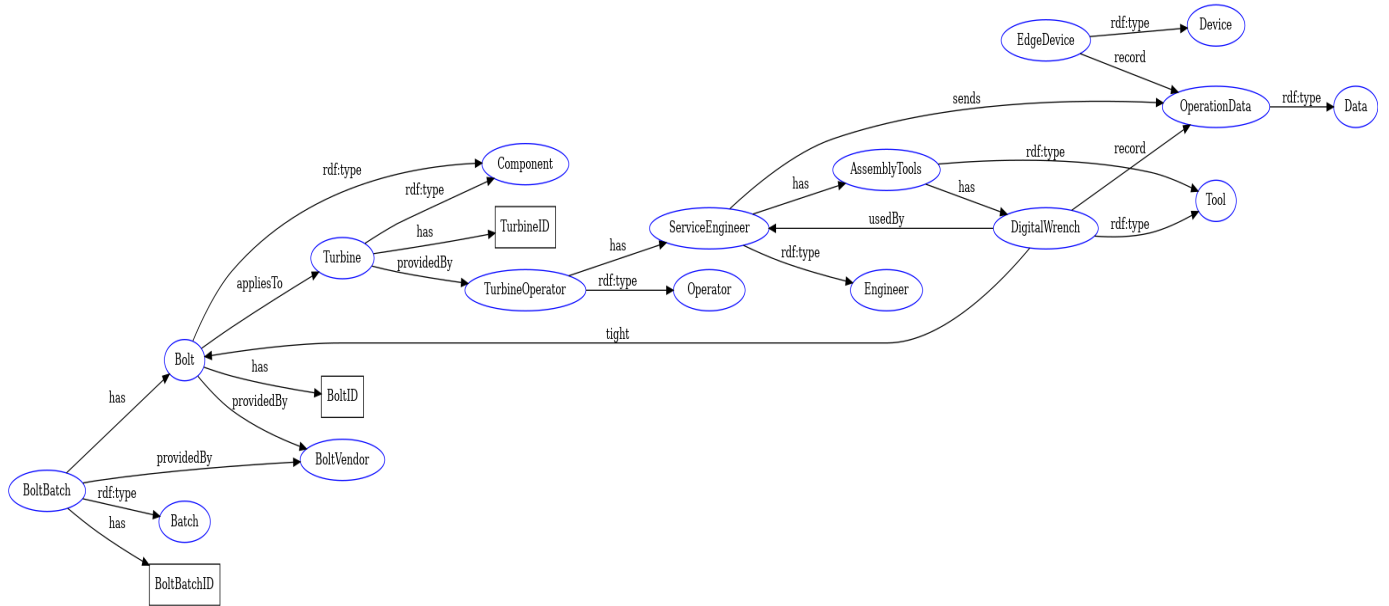 rdf:type
Device
EdgeDevice
record
sends
OperationData
rdf:type
Data
record
rdf:type
Component
rdf:type
AssemblyTools
rdf:type
has
has
Tool
has
TurbineID
ServiceEngineer
usedBy
DigitalWrench
rdf:type
Turbine
providedBy
has
rdf:type
appliesTo
TurbineOperator
rdf:type
Operator
Engineer
tight
Bolt
has
has
BoltID
providedBy
providedBy
BoltVendor
BoltBatch
rdf:type
Batch
has
BoltBatchID